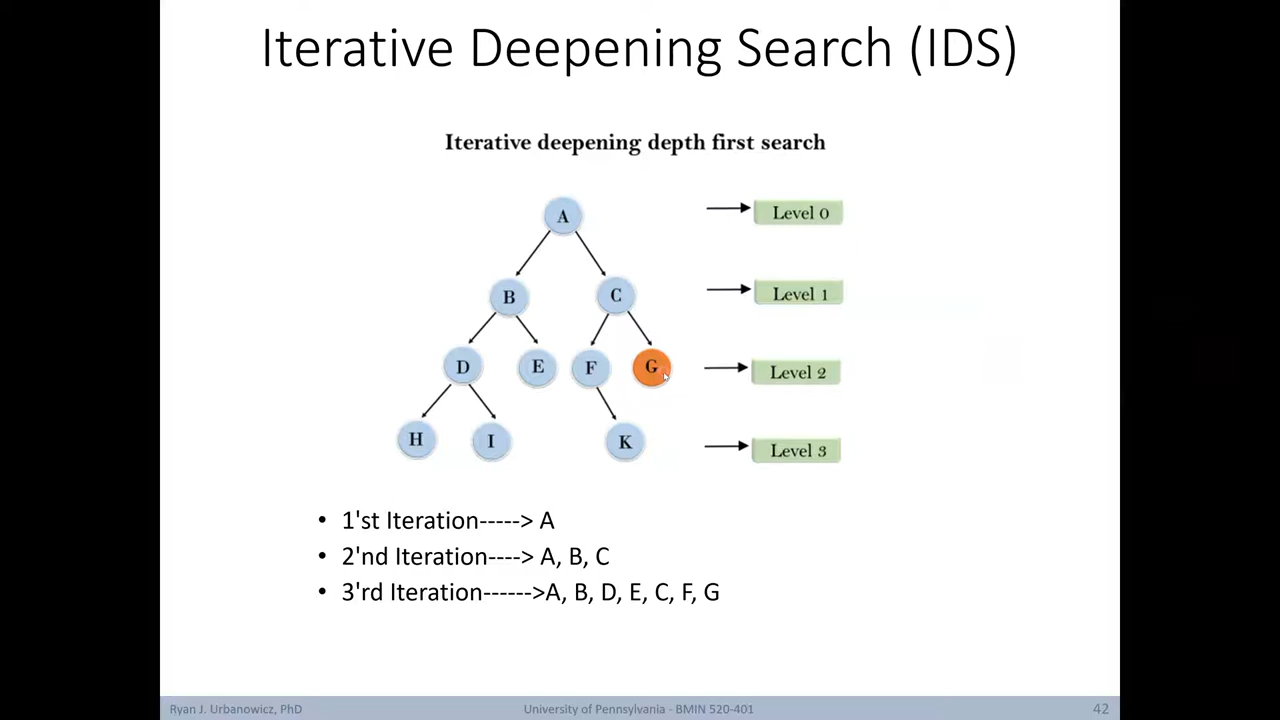 Iterative Deepening Search (IDS)
Iterative deepening depth first search
A
Level 0
B
C
Level 1
D
E
F
G
Level 2
H
I
K
Level 3
• 1'st Iteration-----> A
• 2'nd Iteration----> A, B, C
• 3'rd Iteration------>A, B, D, E, C, F, G
Ryan J. Urbanowicz, PhD
University of Pennsylvania - BMIN 520-401
42